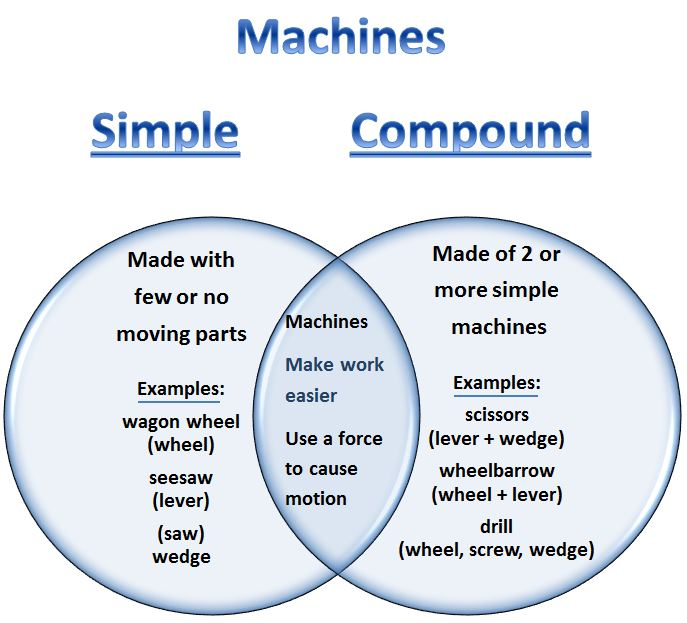 Machines
Simple
Compound
Made with
few or no
moving parts
Examples:
wagon wheel
(wheel)
seesaw
(lever)
(saw)
wedge
Machines
Make work
easier
Use a force
to cause
motion
Made of 2 or
more simple
machines
Examples:
scissors
(lever + wedge)
wheelbarrow
(wheel + lever)
drill
(wheel, screw, wedge)